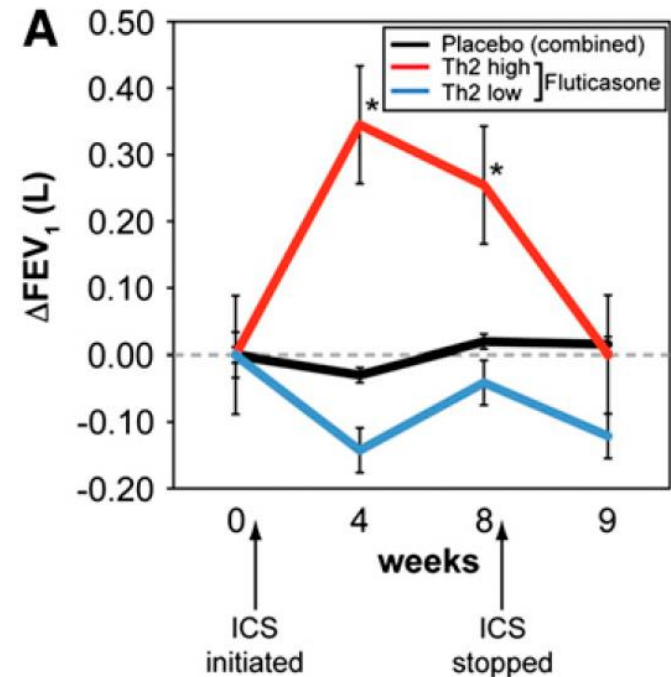 A
0.50
0.40
0.30
0.20
0.10
0.00
-0.10
-0.20
ΔFEV1 (L)
Placebo (combined)
Th2 high
Th2 low
Fluticasone
*
*
0 4 8 9
weeks
ICS
initiated
ICS
stopped